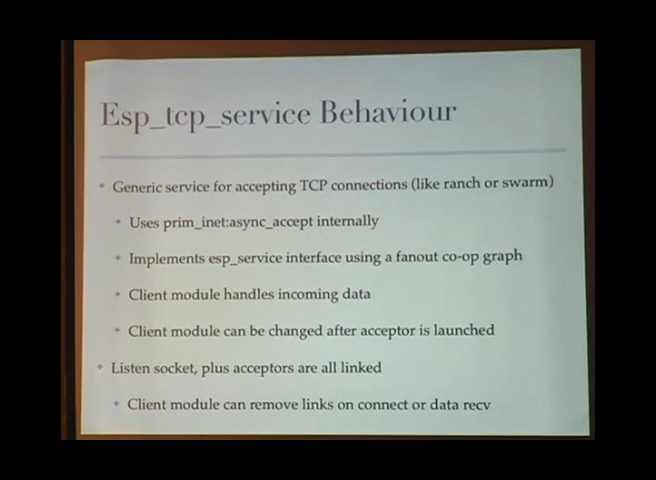 Esp_tcp_service Behaviour
Generic service for accepting TCP connections (like ranch or swarm)
Uses prim_inet:async_accept internally
Implements esp_service interface using a fanout co-op graph
Client module handles incoming data
Client module can be changed after acceptor is launched
Listen socket, plus acceptors are all linked
Client module can remove links on connect or data recv